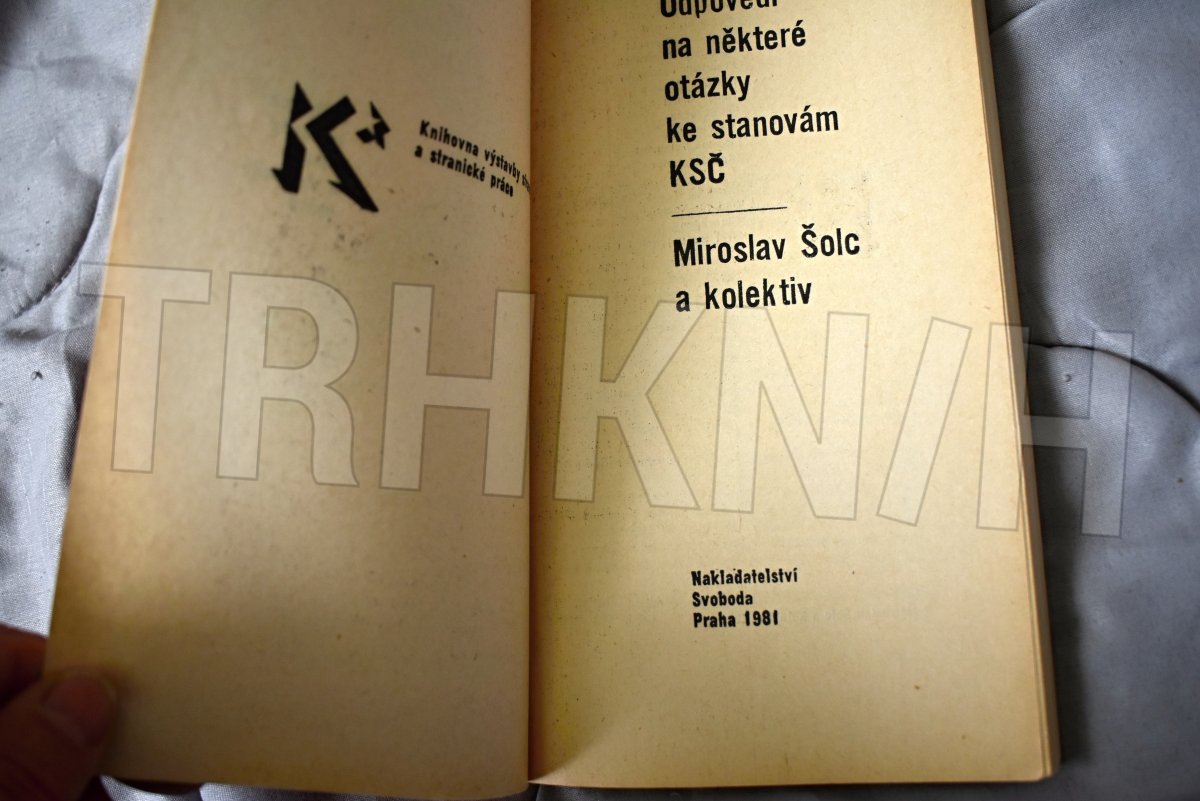 Knihovna výstavby
a stranické práce
Odpovědi
na některé
otázky
ke stanovám
KSČ
Miroslav Šolc
a kolektiv
Nakladatelství
Svoboda
Praha 1981
TRHKNIH